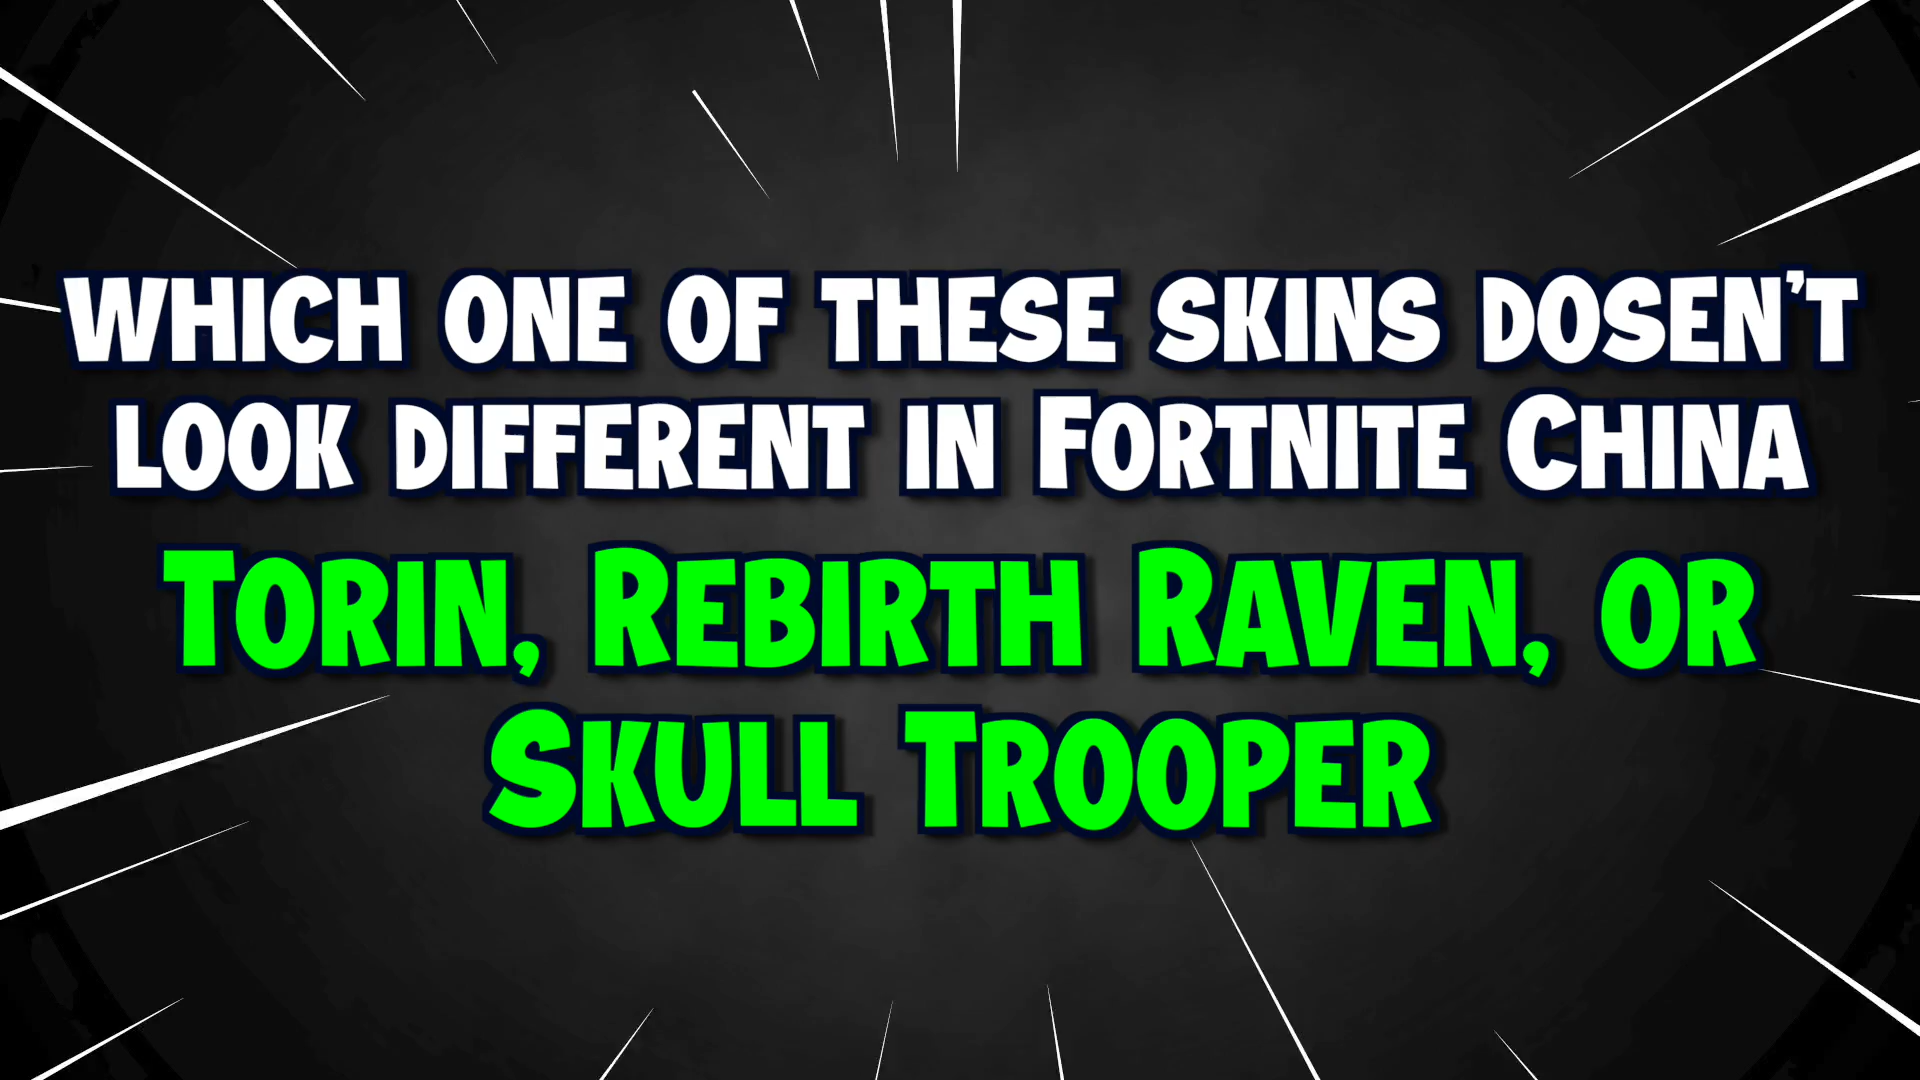 WHICH ONE OF THESE SKINS DOSEN'T
LOOK DIFFERENT IN FORTNITE CHINA
TORIN, REBIRTH RAVEN, OR
SKULL TROOPER